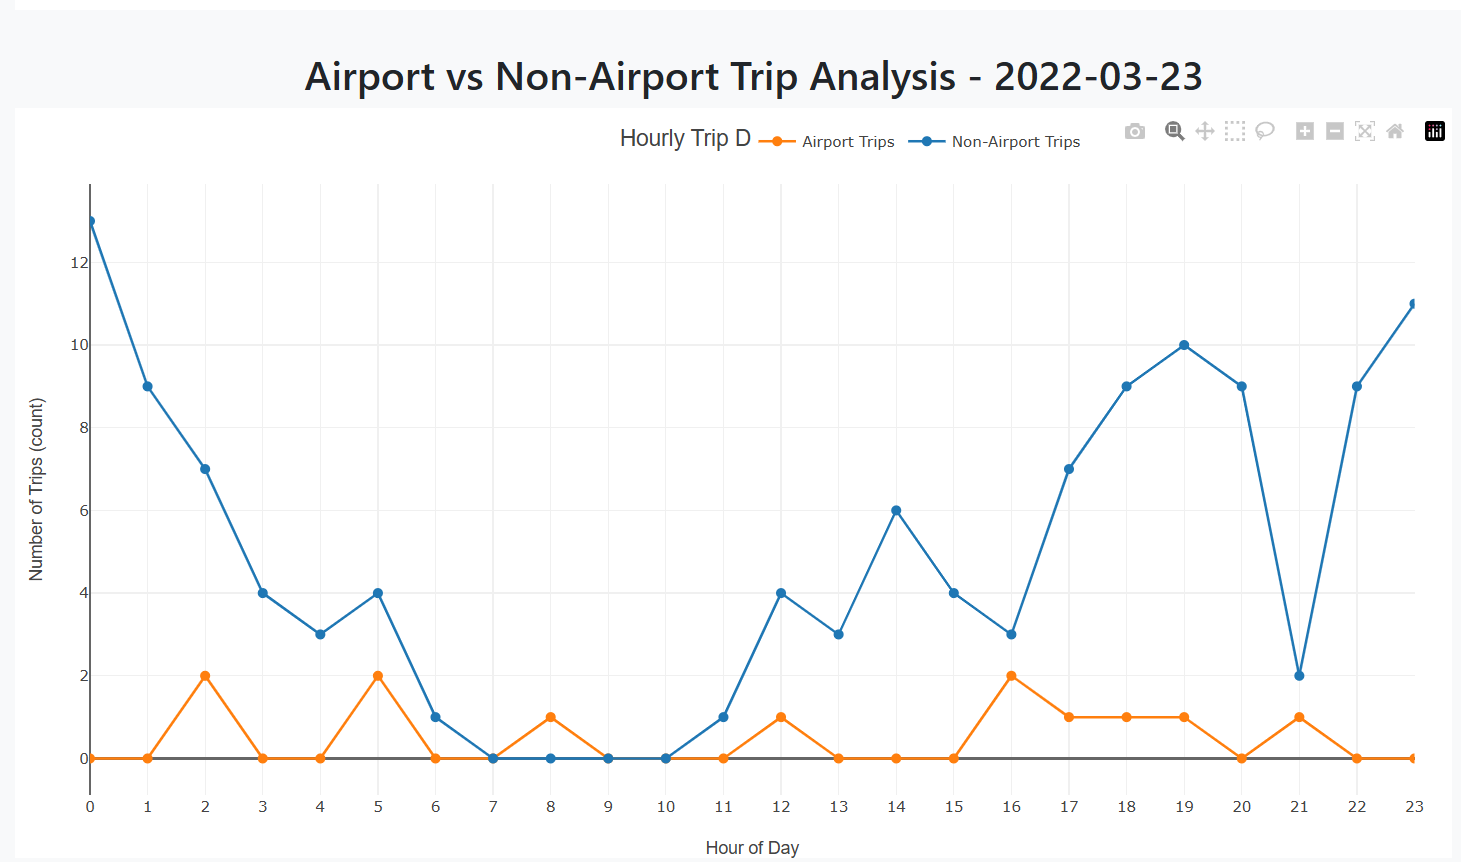 Airport vs Non-Airport Trip Analysis - 2022-03-23
Hourly Trip D
Airport Trips
Non-Airport Trips
12
10
8
6
4
2
0
Number of Trips (count)
0 1 2 3 4 5 6 7 8 9 10 11 12 13 14 15 16 17 18 19 20 21 22 23
Hour of Day